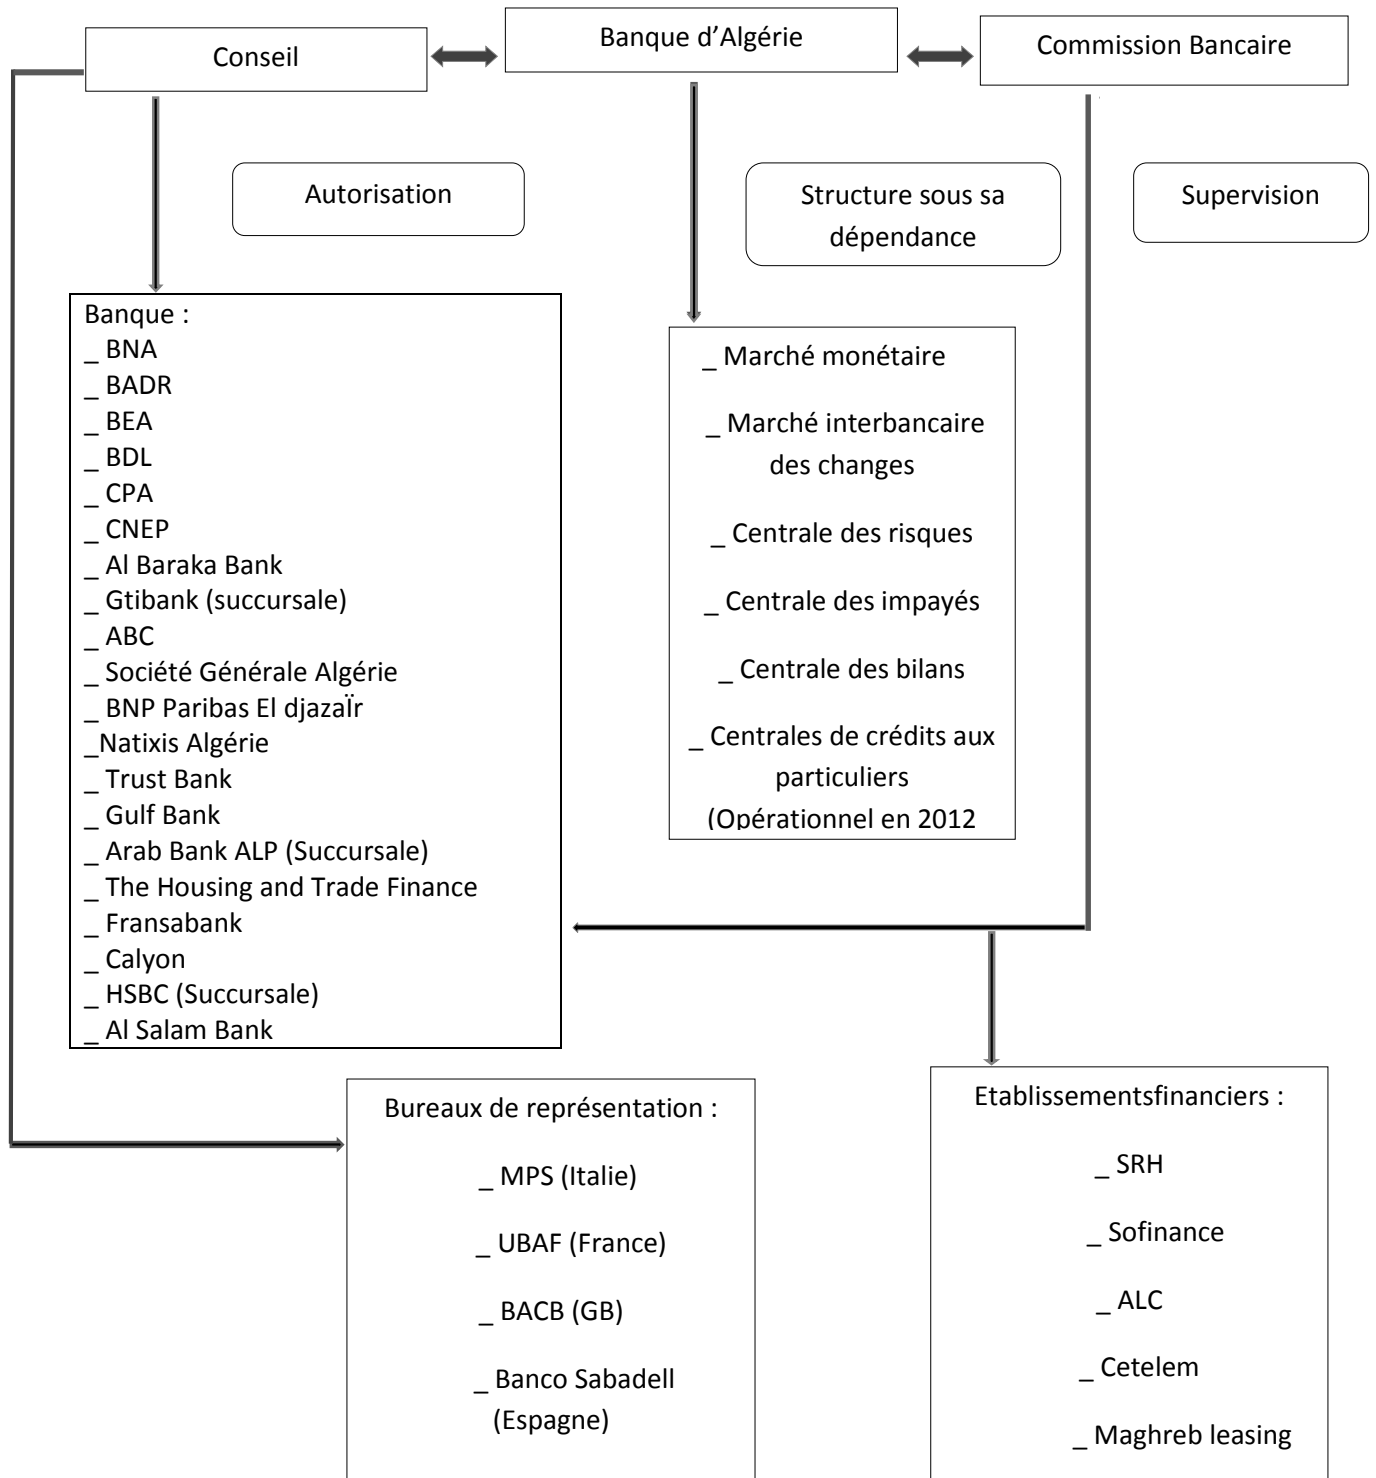 Conseil
Banque d’Algérie
Commission Bancaire
Autorisation
Structure sous sa
dépendance
Supervision
Banque :
_ BNA
_ BADR
_ BEA
_ BDL
_ CPA
_ CNEP
_ Al Baraka Bank
_ Gtibank (succursale)
_ ABC
_ Société Générale Algérie
_ BNP Paribas El djazaÏr
_Natixis Algérie
_ Trust Bank
_ Gulf Bank
_ Arab Bank ALP (Succursale)
_ The Housing and Trade Finance
_ Fransabank
_ Calyon
_ HSBC (Succursale)
_ Al Salam Bank
_ Marché monétaire
_ Marché interbancaire
des changes
_ Centrale des risques
_ Centrale des impayés
_ Centrale des bilans
_ Centrales de crédits aux
particuliers
(Opérationnel en 2012
Bureaux de représentation :
_ MPS (Italie)
_ UBAF (France)
_ BACB (GB)
_ Banco Sabadell
(Espagne)
Etablissementsfinanciers :
_ SRH
_ Sofinance
_ ALC
_ Cetelem
_ Maghreb leasing